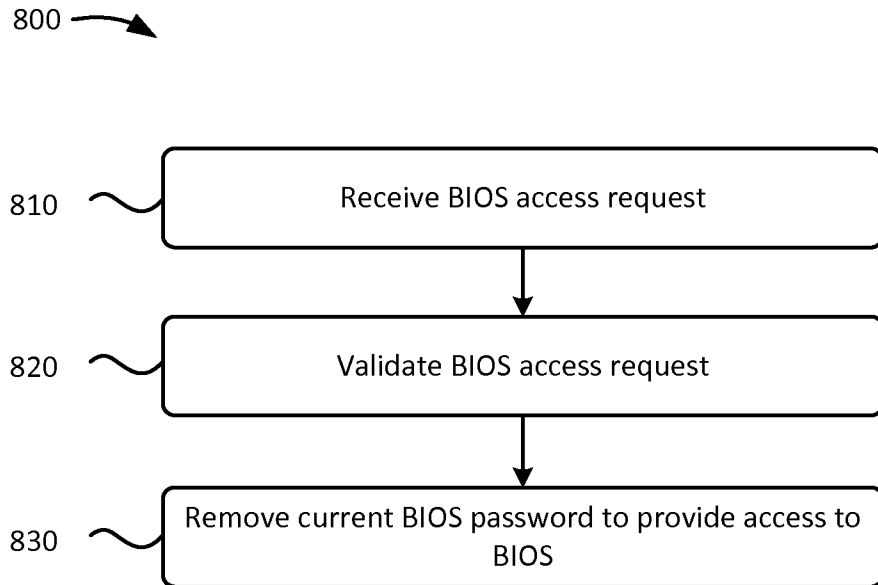 800
810
Receive BIOS access request
820
Validate BIOS access request
830
Remove current BIOS password to provide access to
BIOS